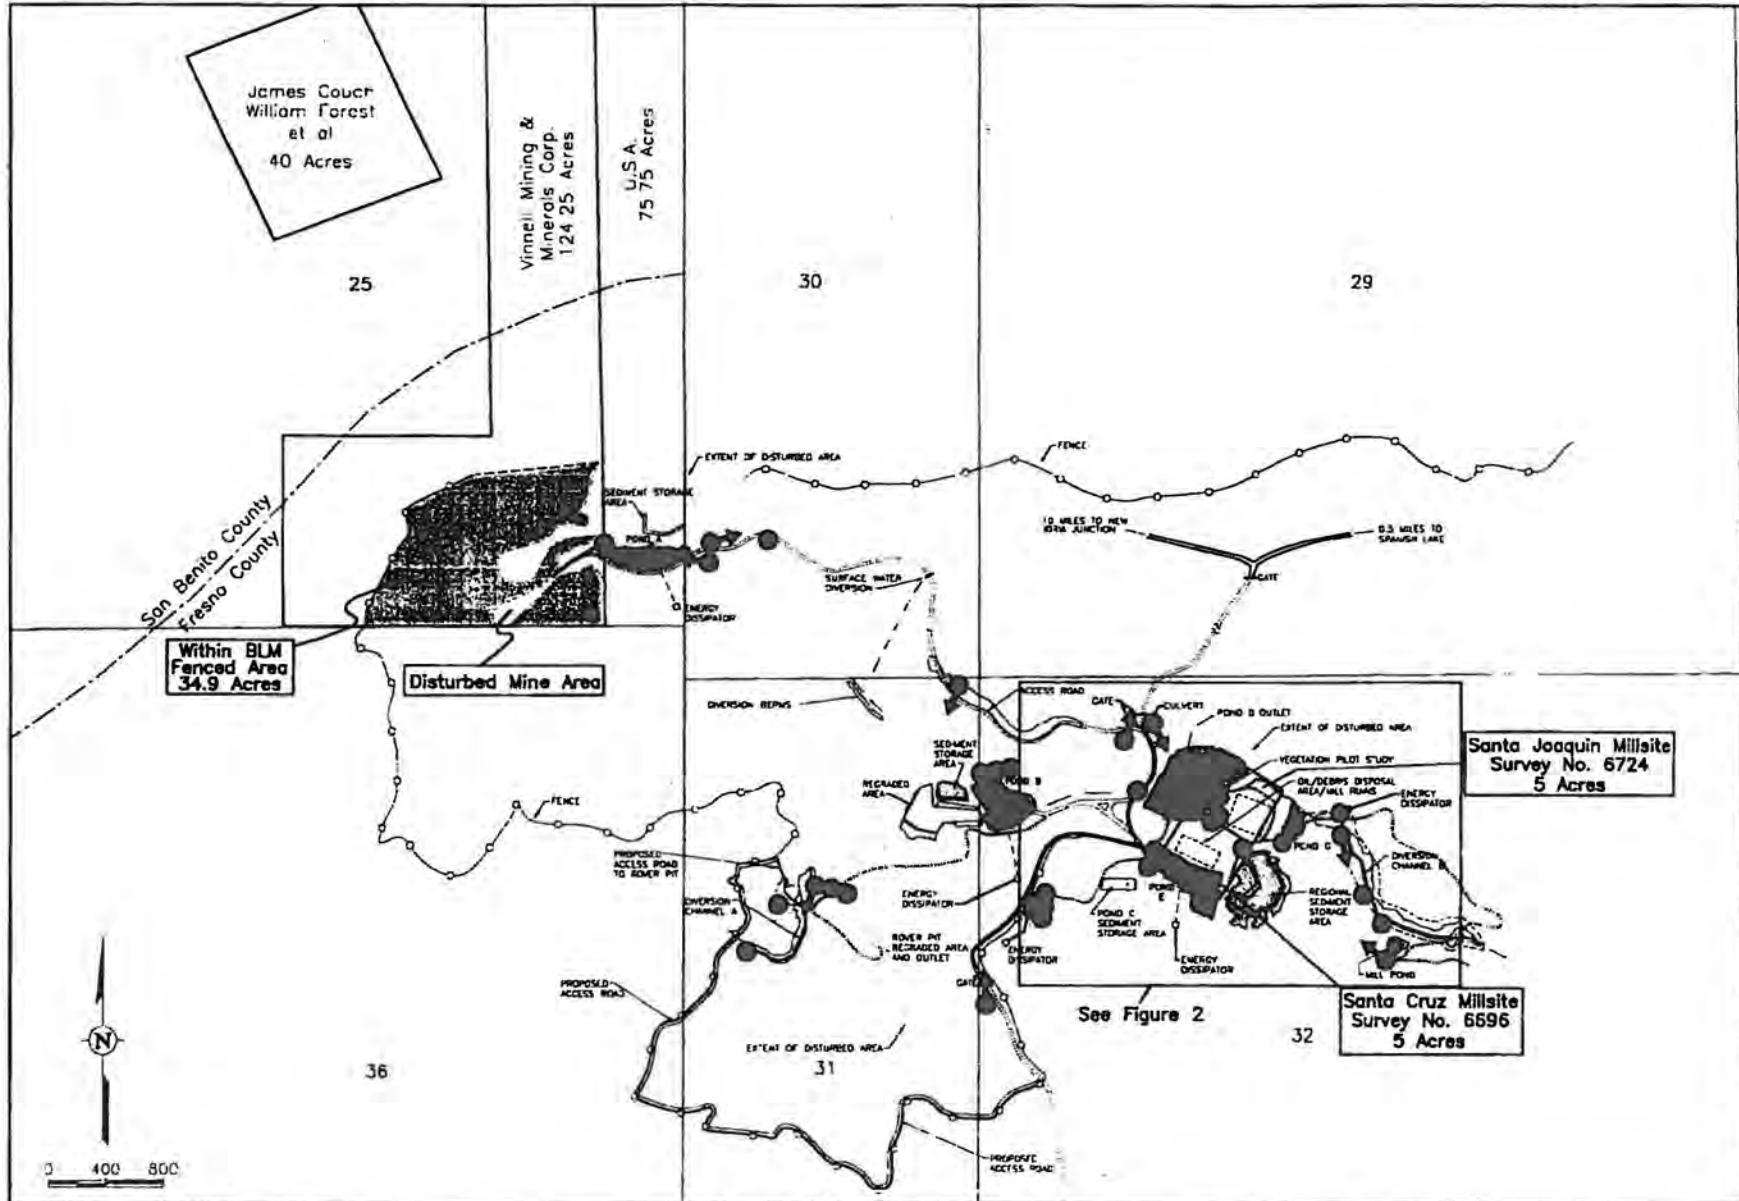 James Couch
William Forest
et al
40 Acres
Vinnell Mining &
Minerals Corp.
124 25 Acres
U.S.A.
75 75 Acres
25
30
29
San Benito County
Fresno County
EXTENT OF DISTURBED AREA
FENCE
SEDIMENT STORAGE
AREA
POND A
10 MILES TO NEW
IDRIA JUNCTION
0.5 MILES TO
SPANISH LAKE
GATE
SURFACE WATER
DIVERSION
ENERGY
DISSIPATOR
Within BLM
Fenced Area
34.9 Acres
Disturbed Mine Area
DIVERSION BERMS
ACCESS ROAD
GATE
CULVERT
POND D OUTLET
EXTENT OF DISTURBED AREA
VEGETATION PILOT STUDY
OIL/DEBRIS DISPOSAL
AREA/MILL RUINS
Santa Joaquin Millsite
Survey No. 6724
5 Acres
SEDIMENT
STORAGE
AREA
REGRADED
AREA
POND B
ENERGY
DISSIPATOR
FENCE
PROPOSED
ACCESS ROAD
TO ROVER PIT
DIVERSION
CHANNEL A
ENERGY
DISSIPATOR
POND C
SEDIMENT
STORAGE AREA
POND
E
POND G
DIVERSION
CHANNEL B
REGIONAL
SEDIMENT
STORAGE
AREA
ROVER PIT
REGRADED AREA
AND OUTLET
ENERGY
DISSIPATOR
ENERGY
DISSIPATOR
MILL POND
GATE
PROPOSED
ACCESS ROAD
See Figure 2
Santa Cruz Millsite
Survey No. 6696
5 Acres
32
EXTENT OF DISTURBED AREA
31
36
N
PROPOSED
ACCESS ROAD
0 400 800